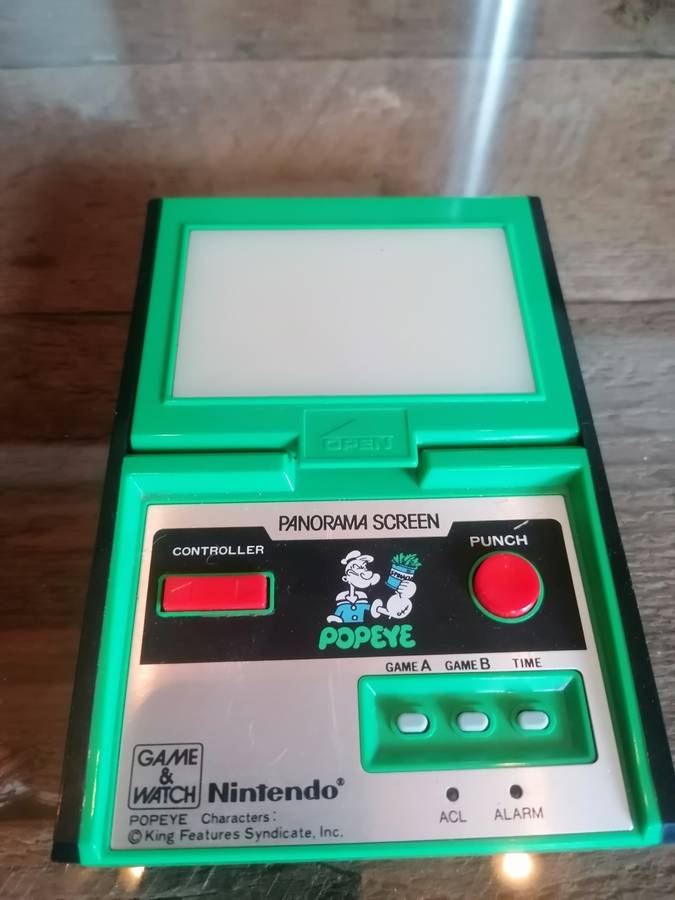 OPEN
PANORAMA SCREEN
CONTROLLER
PUNCH
POPEYE
GAME A GAME B TIME
GAME
&
WATCH
Nintendo®
ACL ALARM
POPEYE Characters:
© King Features Syndicate, Inc.